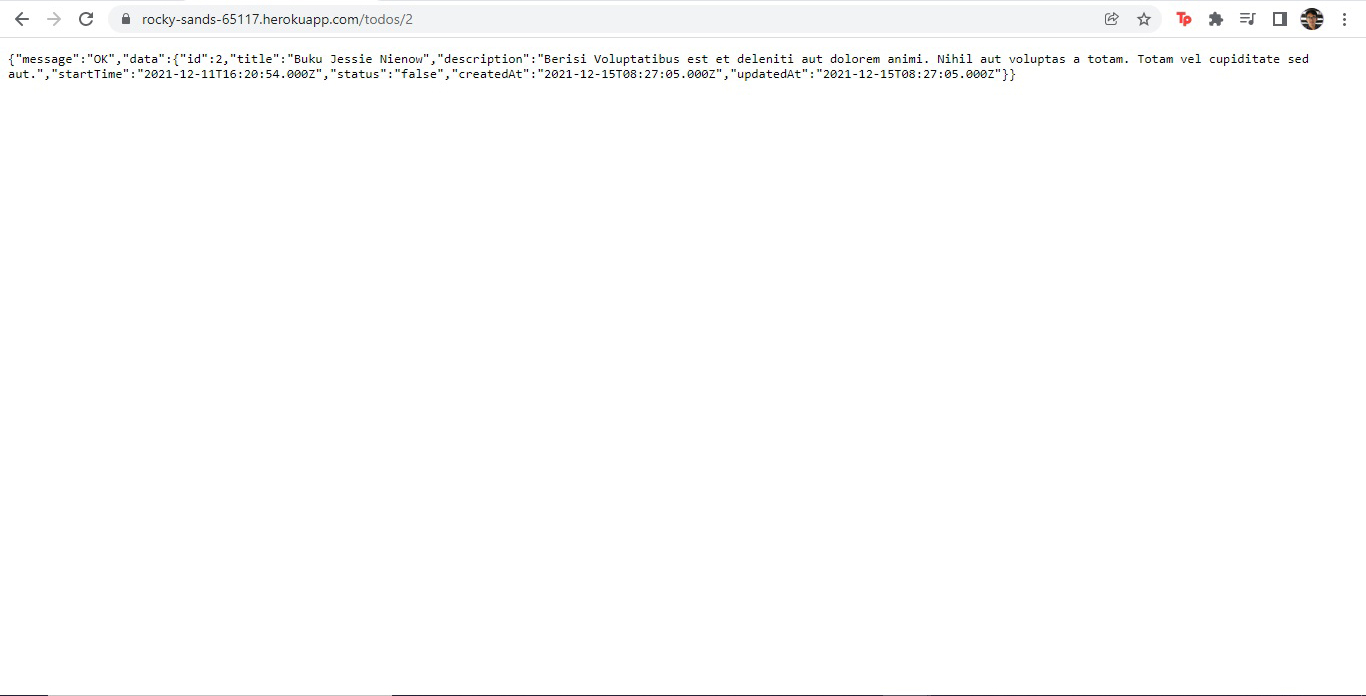 rocky-sands-65117.herokuapp.com/todos/2
Tp
{"message":"OK","data":{"id":2,"title":"Buku Jessie Nienow","description":"Berisi Voluptatibus est et deleniti aut dolorem animi. Nihil aut voluptas a totam. Totam vel cupiditate sed
aut.","startTime":"2021-12-11T16:20:54.000Z","status":"false","createdAt":"2021-12-15T08:27:05.000Z","updatedAt":"2021-12-15T08:27:05.000Z"}}